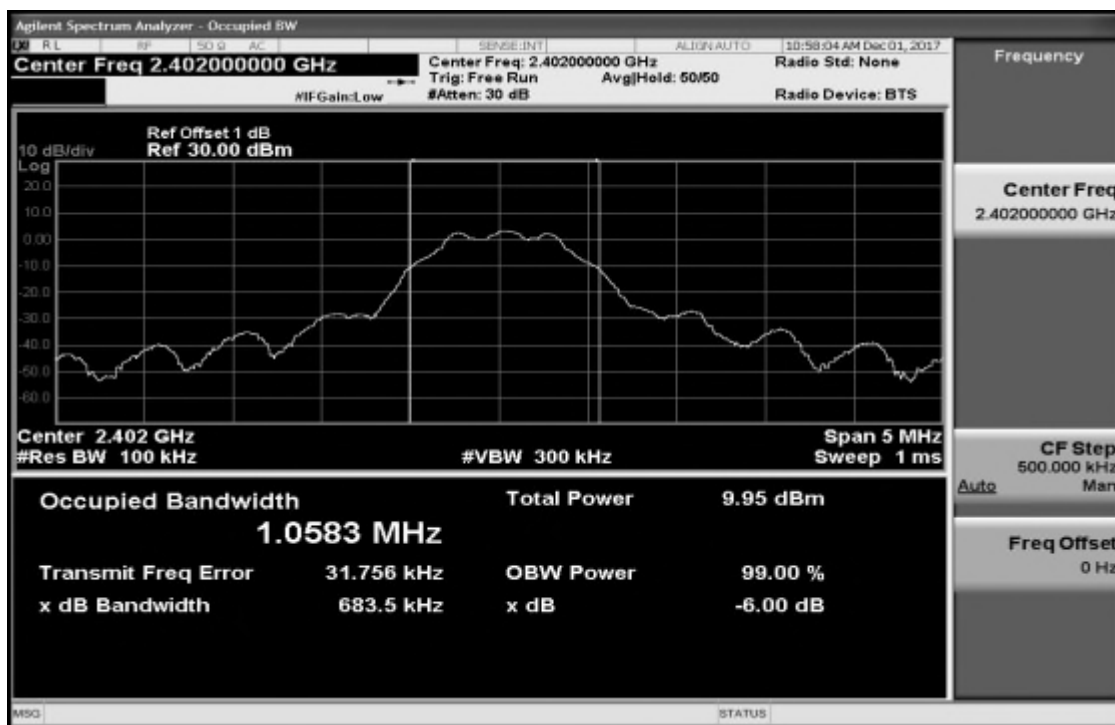 Agilent Spectrum Analyzer - Occupied BW
RL RF 50 Ω AC SENSE:INT ALIGN AUTO 10:58:04 AM Dec 01, 2017
Center Freq 2.402000000 GHz
Center Freq: 2.402000000 GHz Radio Std: None
Trig: Free Run Avg|Hold: 50/50
#IFGain:Low #Atten: 30 dB Radio Device: BTS
Ref Offset 1 dB
10 dB/div Ref 30.00 dBm
Log
20.0
10.0
0.00
-10.0
-20.0
-30.0
-40.0
-50.0
-60.0
Center 2.402 GHz Span 5 MHz
#Res BW 100 kHz #VBW 300 kHz Sweep 1 ms
Occupied Bandwidth Total Power 9.95 dBm
1.0583 MHz
Transmit Freq Error 31.756 kHz OBW Power 99.00 %
x dB Bandwidth 683.5 kHz x dB -6.00 dB
MSG STATUS
Frequency
Center Freq
2.402000000 GHz
CF Step
500.000 kHz
Auto Man
Freq Offset
0 Hz